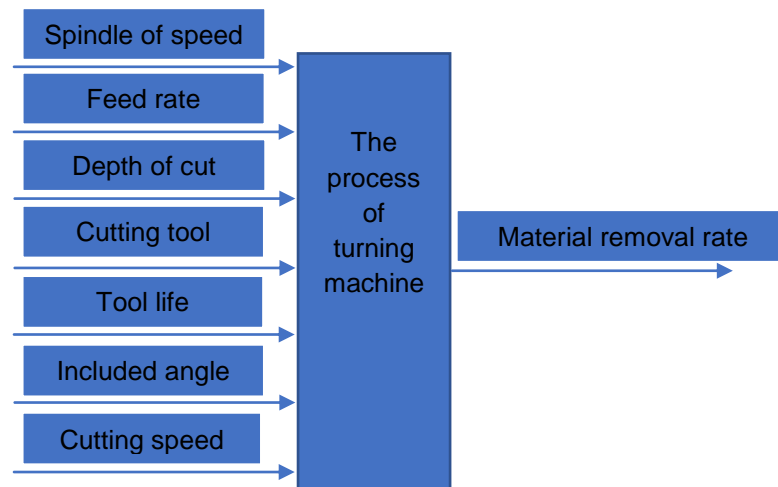 Spindle of speed
Feed rate
Depth of cut
Cutting tool
Tool life
Included angle
Cutting speed
The
process
of
turning
machine
Material removal rate